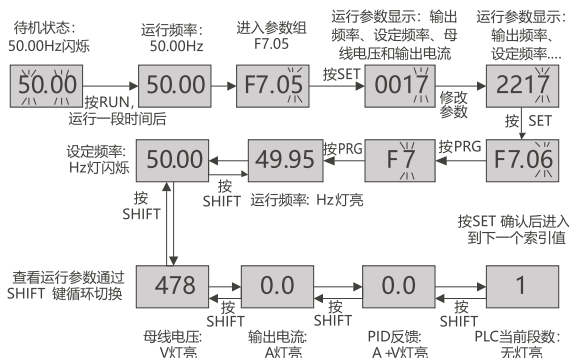 待机状态:
50.00Hz闪烁
运行频率:
50.00Hz
进入参数组
F7.05
运行参数显示: 输出
频率、设定频率、母
线电压和输出电流
运行参数显示:
输出频率、
设定频率....
50.00
50.00
F7.05
按SET
0017
修改
参数
2217
按RUN,
运行一段时间后
按 SET
设定频率:
Hz灯闪烁
50.00
49.95
按PRG
F7
按PRG
F7.06
按
SHIFT
按
SHIFT
运行频率: Hz灯亮
按SET 确认后进入
到下一个索引值
查看运行参数通过
SHIFT 键循环切换
478
0.0
0.0
1
按
SHIFT
按
SHIFT
按
SHIFT
母线电压:
V灯亮
输出电流:
A灯亮
PID反馈:
A +V灯亮
PLC当前段数:
无灯亮